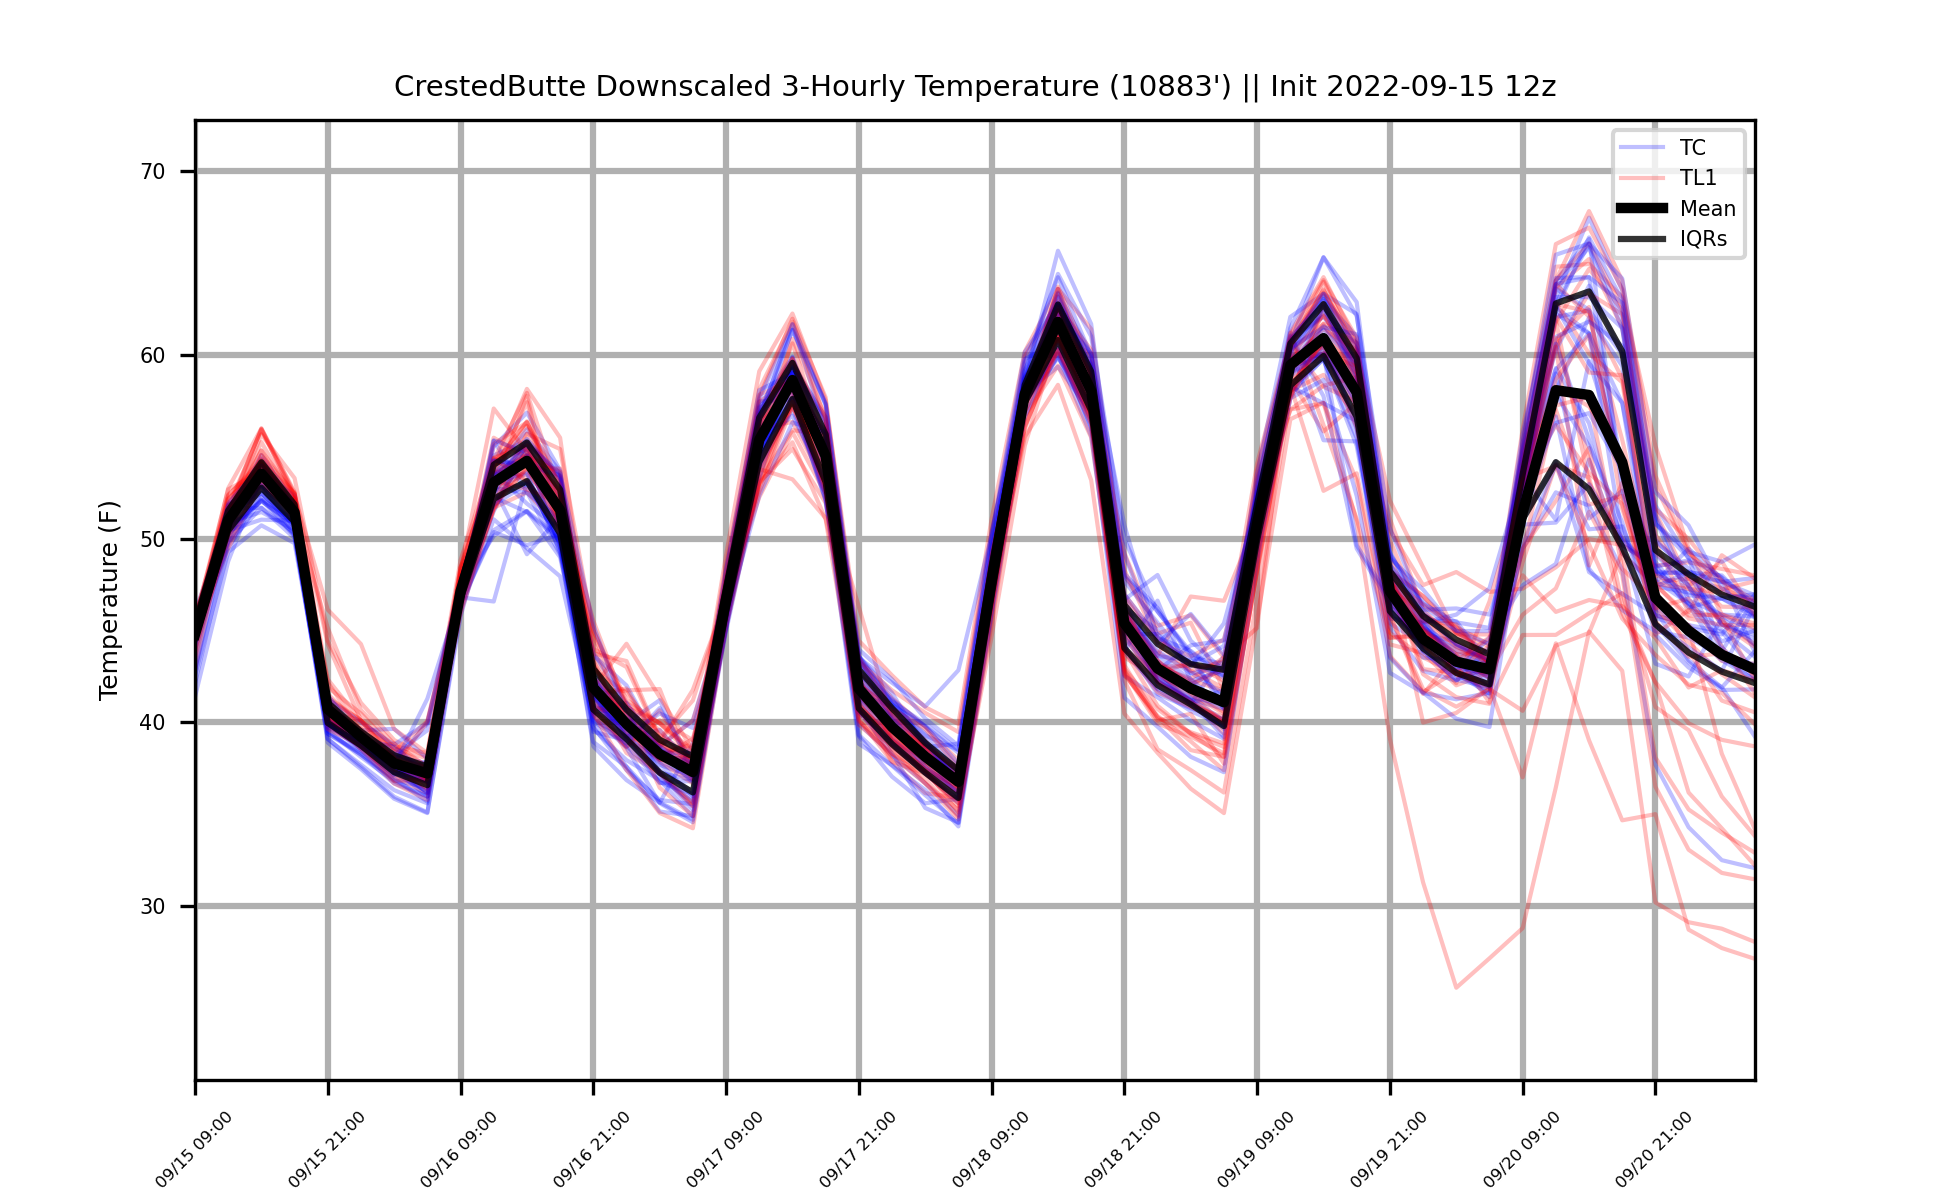 CrestedButte Downscaled 3-Hourly Temperature (10883') || Init 2022-09-15 12z
TC
TL1
Mean
IQRs
Temperature (F)
70
60
50
40
30
09/15 09:00
09/15 21:00
09/16 09:00
09/16 21:00
09/17 09:00
09/17 21:00
09/18 09:00
09/18 21:00
09/19 09:00
09/19 21:00
09/20 09:00
09/20 21:00